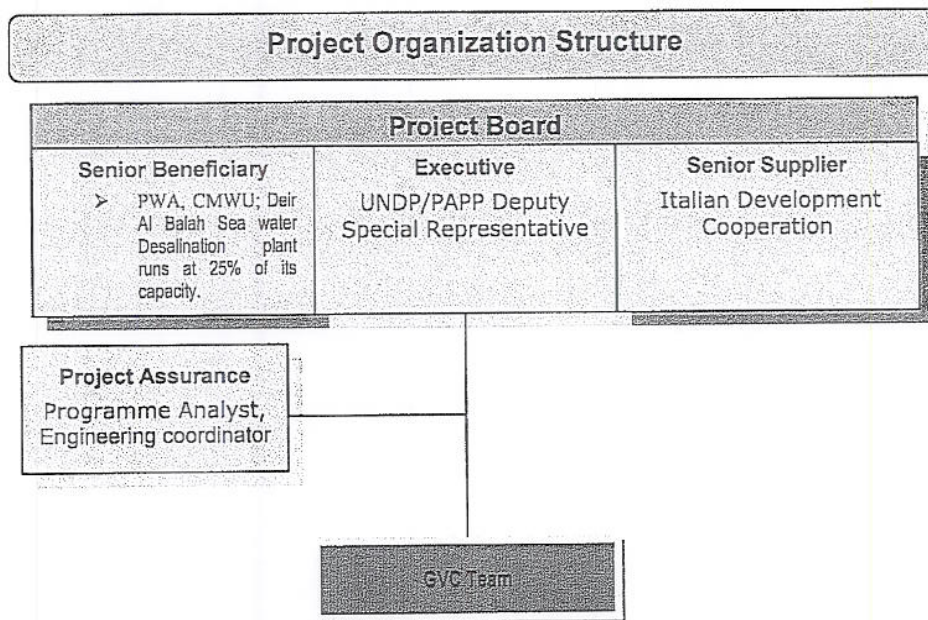 Project Organization Structure
Project Board
Senior Beneficiary
➤ PWA, CMWU; Deir
Al Balah Sea water
Desalination plant
runs at 25% of its
capacity.
Executive
UNDP/PAPP Deputy
Special Representative
Senior Supplier
Italian Development
Cooperation
Project Assurance
Programme Analyst,
Engineering coordinator
GVC Team